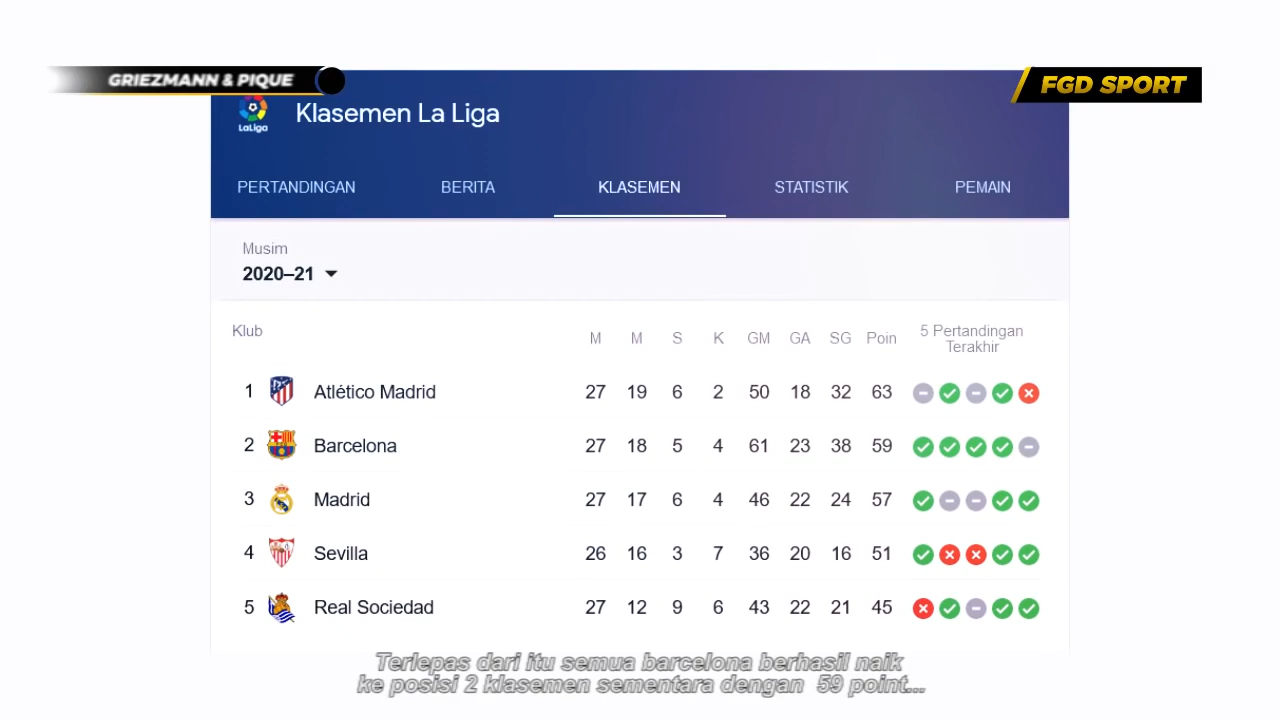 GRIEZMANN & PIQUE
FGD SPORT
LaLiga
Klasemen La Liga
PERTANDINGAN BERITA KLASEMEN STATISTIK PEMAIN
Musim
2020–21
Klub M M S K GM GA SG Poin 5 Pertandingan Terakhir
1 Atlético Madrid 27 19 6 2 50 18 32 63
2 Barcelona 27 18 5 4 61 23 38 59
3 Madrid 27 17 6 4 46 22 24 57
4 Sevilla 26 16 3 7 36 20 16 51
5 Real Sociedad 27 12 9 6 43 22 21 45
Terlepas dari itu semua barcelona berhasil naik
ke posisi 2 klasemen sementara dengan 59 point...